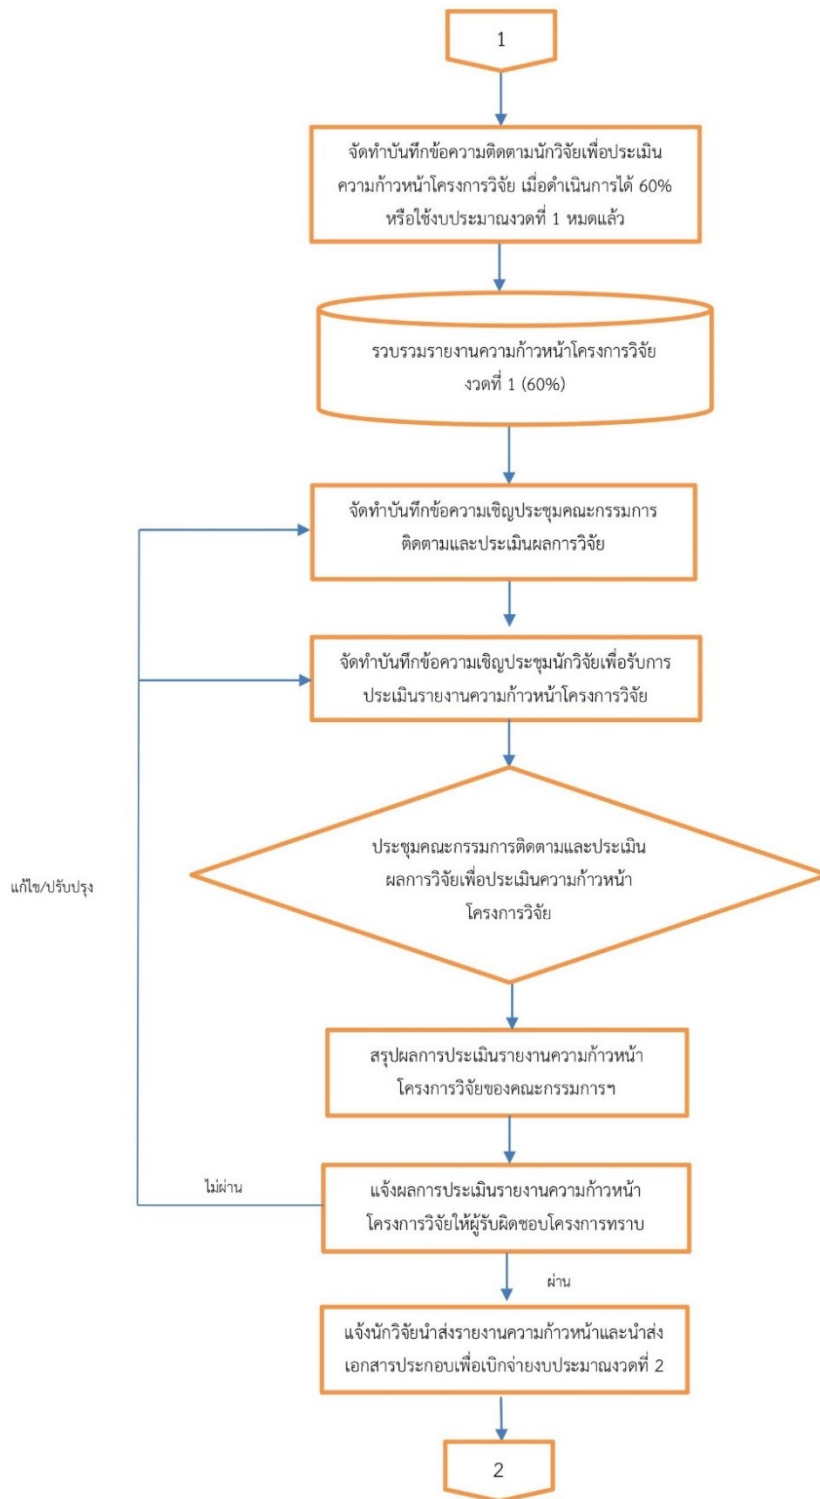 1
จัดทำบันทึกข้อความติดตามนักวิจัยเพื่อประเมิน
ความก้าวหน้าโครงการวิจัย เมื่อดำเนินการได้ 60%
หรือใช้งบประมาณงวดที่ 1 หมดแล้ว
รวบรวมรายงานความก้าวหน้าโครงการวิจัย
งวดที่ 1 (60%)
จัดทำบันทึกข้อความเชิญประชุมคณะกรรมการ
ติดตามและประเมินผลการวิจัย
จัดทำบันทึกข้อความเชิญประชุมนักวิจัยเพื่อรับการ
ประเมินรายงานความก้าวหน้าโครงการวิจัย
ประชุมคณะกรรมการติดตามและประเมิน
ผลการวิจัยเพื่อประเมินความก้าวหน้า
โครงการวิจัย
แก้ไข/ปรับปรุง
สรุปผลการประเมินรายงานความก้าวหน้า
โครงการวิจัยของคณะกรรมการฯ
ไม่ผ่าน
แจ้งผลการประเมินรายงานความก้าวหน้า
โครงการวิจัยให้ผู้รับผิดชอบโครงการทราบ
ผ่าน
แจ้งนักวิจัยนำส่งรายงานความก้าวหน้าและนำส่ง
เอกสารประกอบเพื่อเบิกจ่ายงบประมาณงวดที่ 2
2